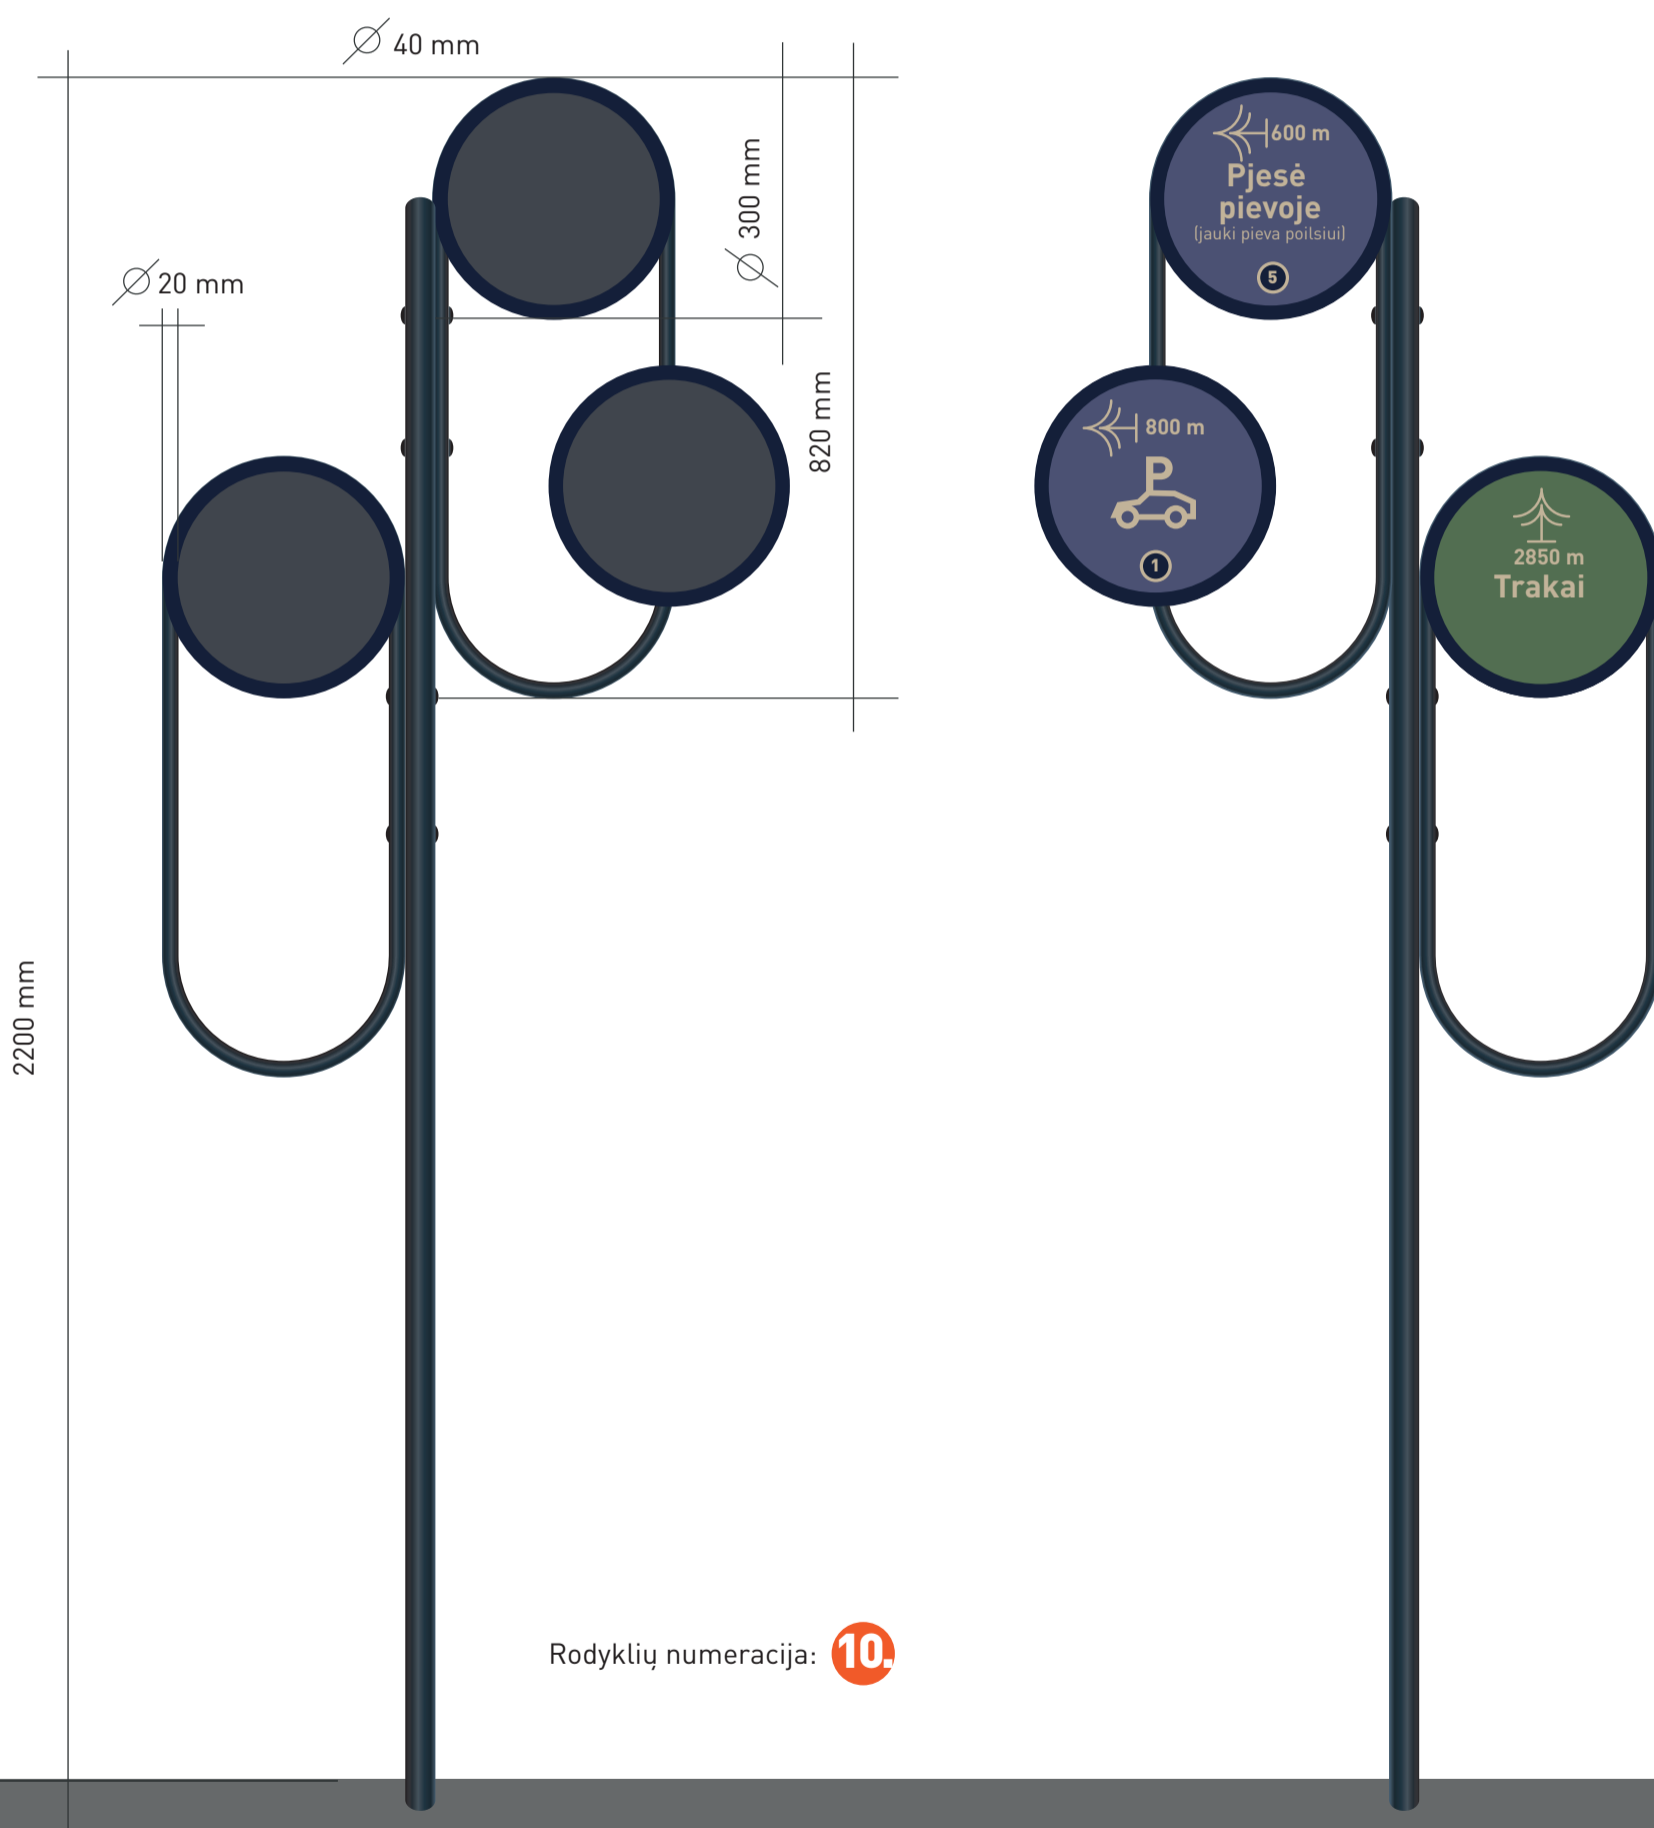 40 mm
300 mm
20 mm
820 mm
2200 mm
600 m
Pjesė
pievoje
(jauki pieva poilsiui)
5
800 m
P
1
2850 m
Trakai
Rodyklių numeracija: 10.